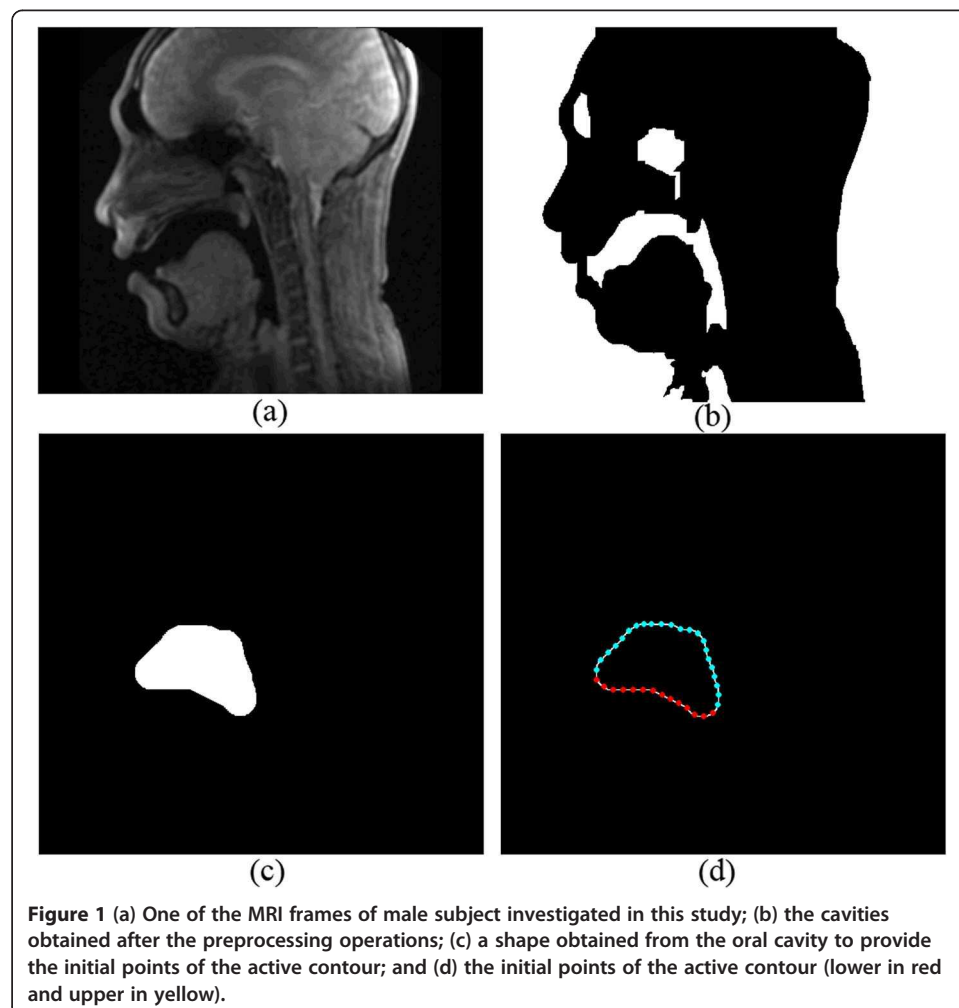 (a)
(b)
(c)
(d)
Figure 1 (a) One of the MRI frames of male subject investigated in this study; (b) the cavities
obtained after the preprocessing operations; (c) a shape obtained from the oral cavity to provide
the initial points of the active contour; and (d) the initial points of the active contour (lower in red
and upper in yellow).